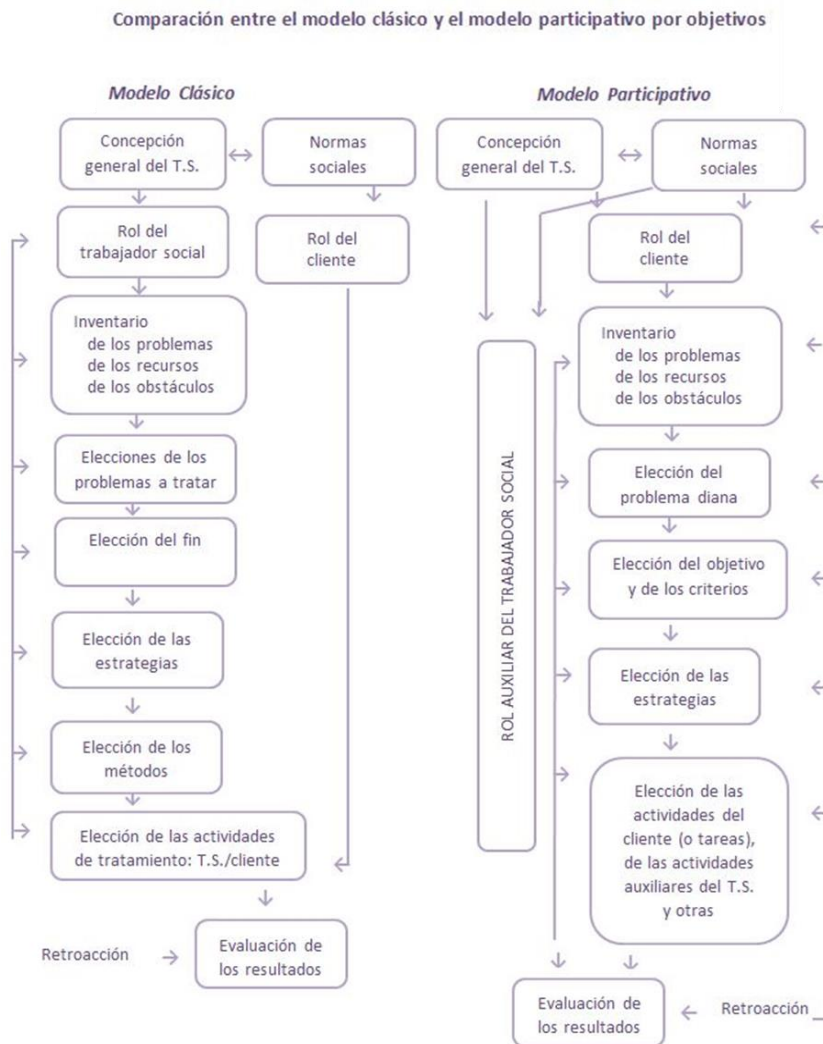 Comparación entre el modelo clásico y el modelo participativo por objetivos
Modelo Clásico
Concepción
general del T.S.
Normas
sociales
Rol del
trabajador social
Rol del
cliente
Inventario
de los problemas
de los recursos
de los obstáculos
Elecciones de los
problemas a tratar
Elección del fin
Elección de las
estrategias
Elección de los
métodos
Elección de las actividades
de tratamiento: T.S./cliente
Retroacción
Evaluación de
los resultados
Modelo Participativo
Concepción
general del T.S.
Normas
sociales
Rol del
cliente
ROL AUXILIAR DEL TRABAJADOR SOCIAL
Inventario
de los problemas
de los recursos
de los obstáculos
Elección del
problema diana
Elección del objetivo
y de los criterios
Elección de las
estrategias
Elección de las
actividades del
cliente (o tareas),
de las actividades
auxiliares del T.S.
y otras
Evaluación de
los resultados
Retroacción